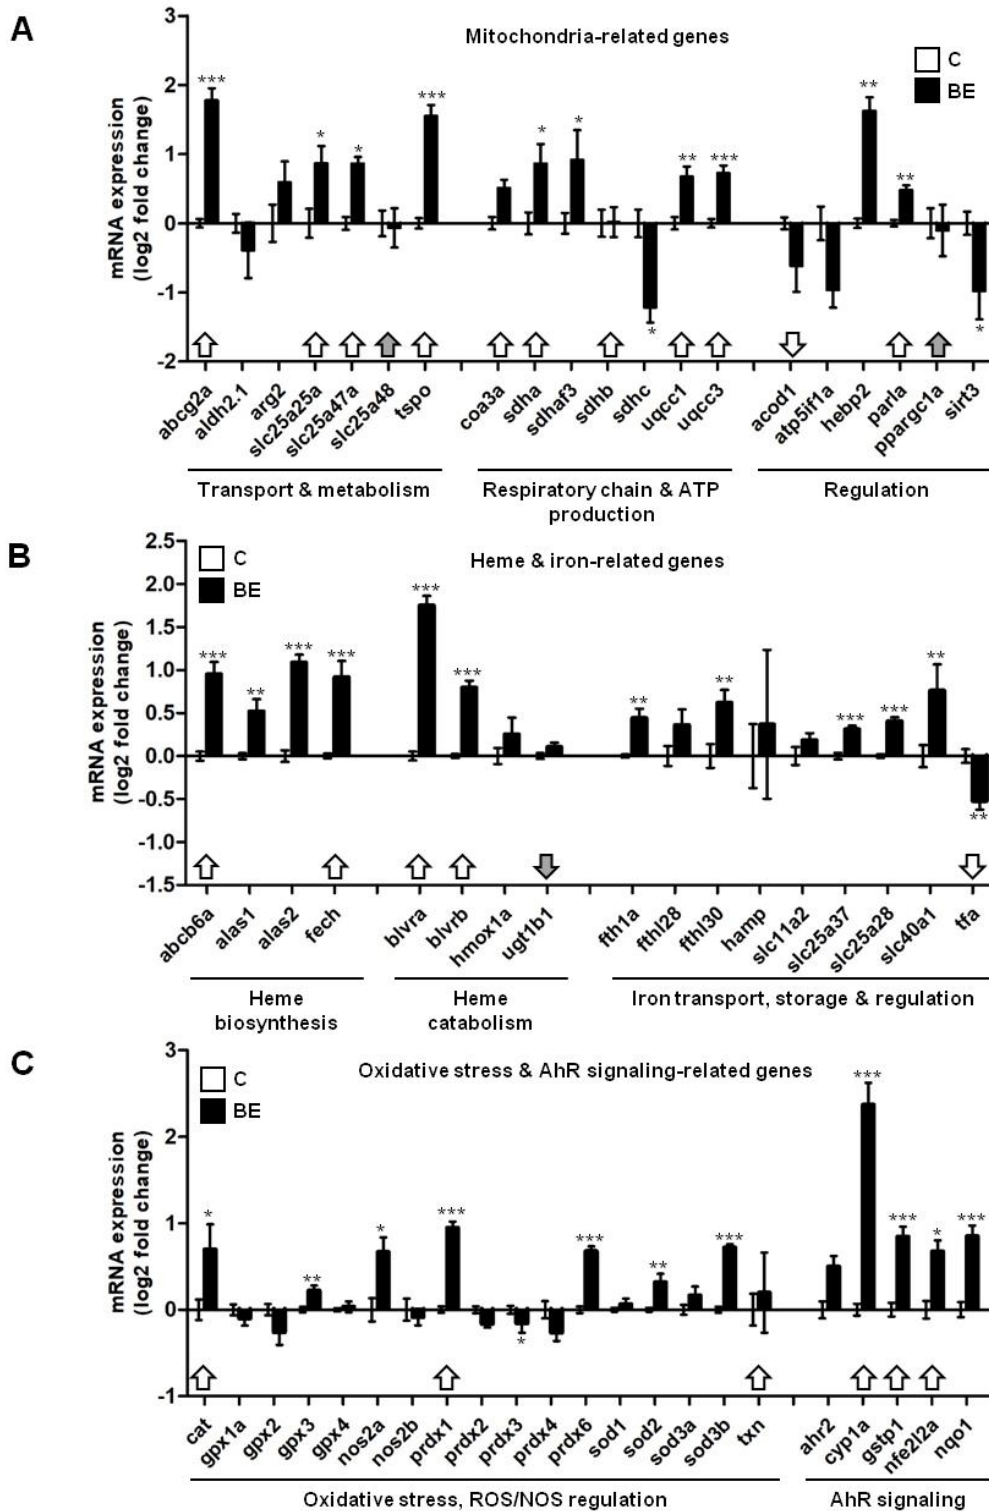 A
Mitochondria-related genes
C
BE
mRNA expression
(log2 fold change)
3
2
1
0
-1
-2
***
*
*
***
*
*
*
**
***
**
**
*
abcg2a
aldh2.1
arg2
slc25a25a
slc25a47a
slc25a48
tspo
coa3a
sdha
sdhaf3
sdhb
sdhc
uqcc1
uqcc3
acod1
atp5if1a
hebp2
parla
ppargc1a
sirt3
Transport & metabolism
Respiratory chain & ATP
production
Regulation
B
Heme & iron-related genes
C
BE
mRNA expression
(log2 fold change)
2.5
2.0
1.5
1.0
0.5
0.0
-0.5
-1.0
-1.5
***
**
***
***
***
***
**
**
***
***
**
**
abcb6a
alas1
alas2
fech
blvra
blvrb
hmox1a
ugt1b1
fth1a
fthl28
fthl30
hamp
slc11a2
slc25a37
slc25a28
slc40a1
tfa
Heme
biosynthesis
Heme
catabolism
Iron transport, storage & regulation
C
Oxidative stress & AhR signaling-related genes
C
BE
mRNA expression
(log2 fold change)
3
2
1
0
-1
*
**
*
***
*
***
**
***
***
***
*
***
cat
gpx1a
gpx2
gpx3
gpx4
nos2a
nos2b
prdx1
prdx2
prdx3
prdx4
prdx6
sod1
sod2
sod3a
sod3b
txn
ahr2
cyp1a
gstp1
nfe2l2a
nqo1
Oxidative stress, ROS/NOS regulation
AhR signaling